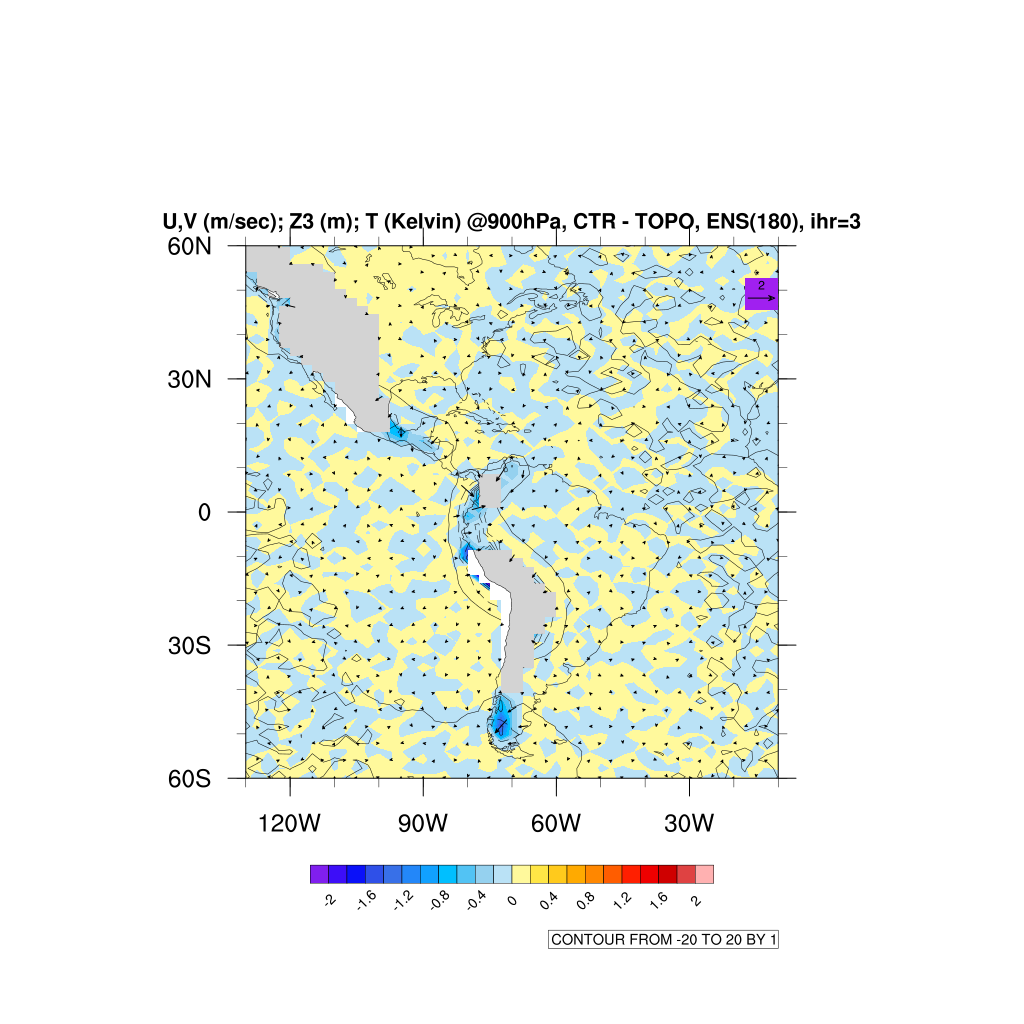 U,V (m/sec); Z3 (m); T (Kelvin) @900hPa, CTR - TOPO, ENS(180), ihr=3
60N
2
30N
0
30S
60S
120W 90W 60W 30W
-2 -1.6 -1.2 -0.8 -0.4 0 0.4 0.8 1.2 1.6 2
CONTOUR FROM -20 TO 20 BY 1